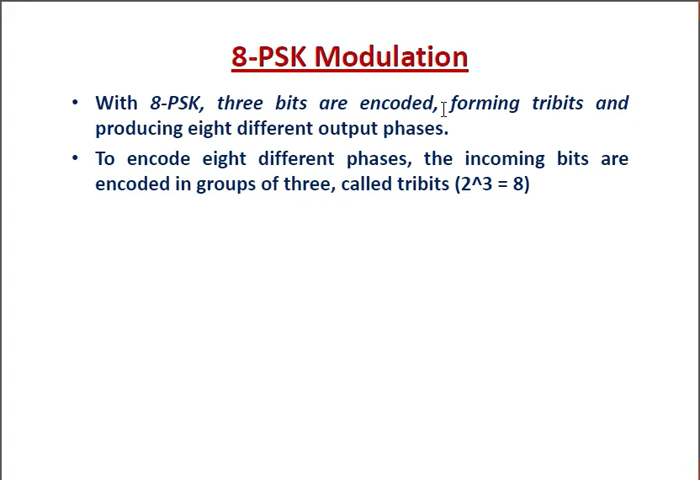 8-PSK Modulation
• With 8-PSK, three bits are encoded, forming tribits and
producing eight different output phases.
• To encode eight different phases, the incoming bits are
encoded in groups of three, called tribits (2^3 = 8)